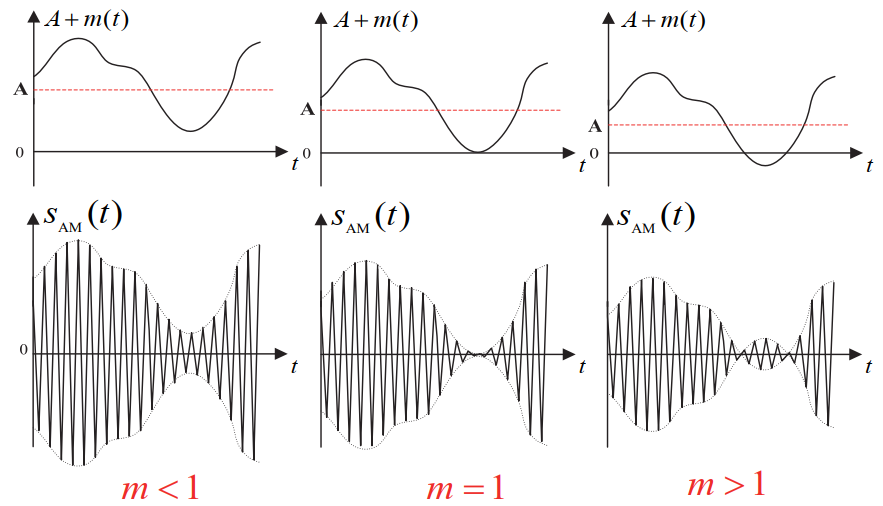 A+m(t)
A
0
t
A+m(t)
A
0
t
A+m(t)
A
0
t
s_AM(t)
0
t
s_AM(t)
t
s_AM(t)
t
m < 1
m = 1
m > 1